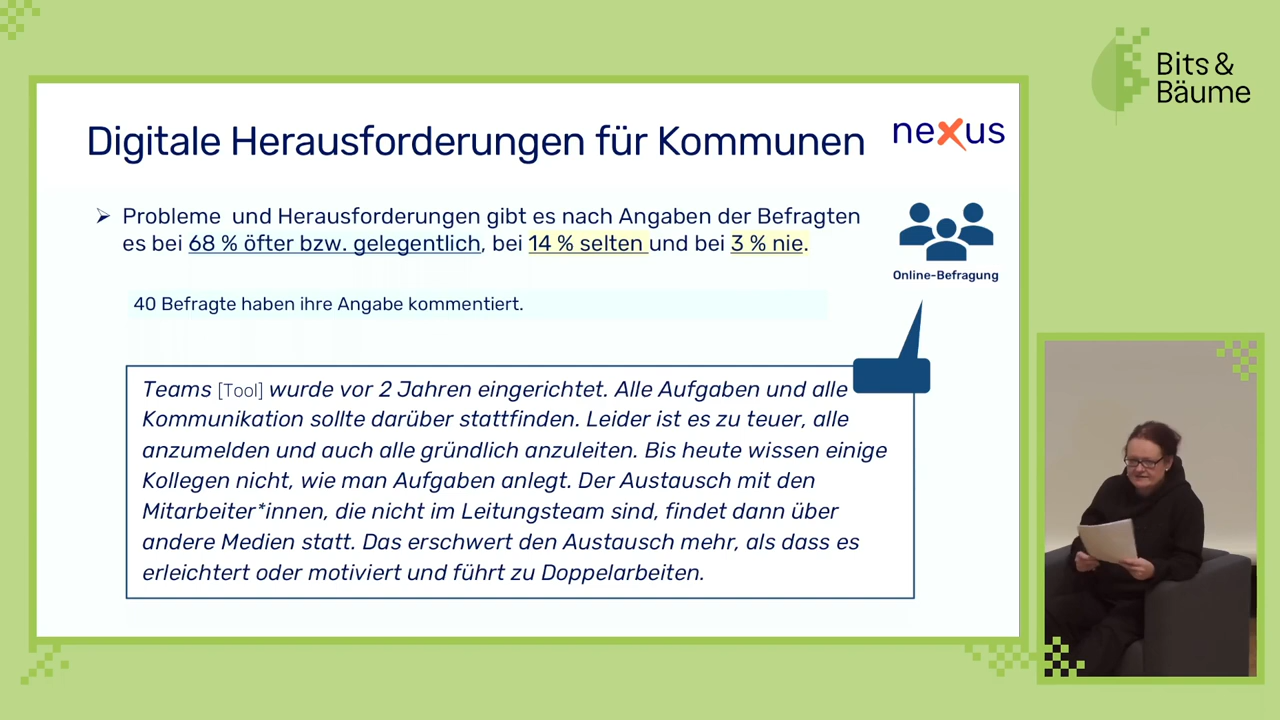 Bits &
Bäume
Digitale Herausforderungen für Kommunen
nexus
Probleme und Herausforderungen gibt es nach Angaben der Befragten
es bei 68 % öfter bzw. gelegentlich, bei 14 % selten und bei 3 % nie.
Online-Befragung
40 Befragte haben ihre Angabe kommentiert.
Teams [Tool] wurde vor 2 Jahren eingerichtet. Alle Aufgaben und alle
Kommunikation sollte darüber stattfinden. Leider ist es zu teuer, alle
anzumelden und auch alle gründlich anzuleiten. Bis heute wissen einige
Kollegen nicht, wie man Aufgaben anlegt. Der Austausch mit den
Mitarbeiter*innen, die nicht im Leitungsteam sind, findet dann über
andere Medien statt. Das erschwert den Austausch mehr, als dass es
erleichtert oder motiviert und führt zu Doppelarbeiten.